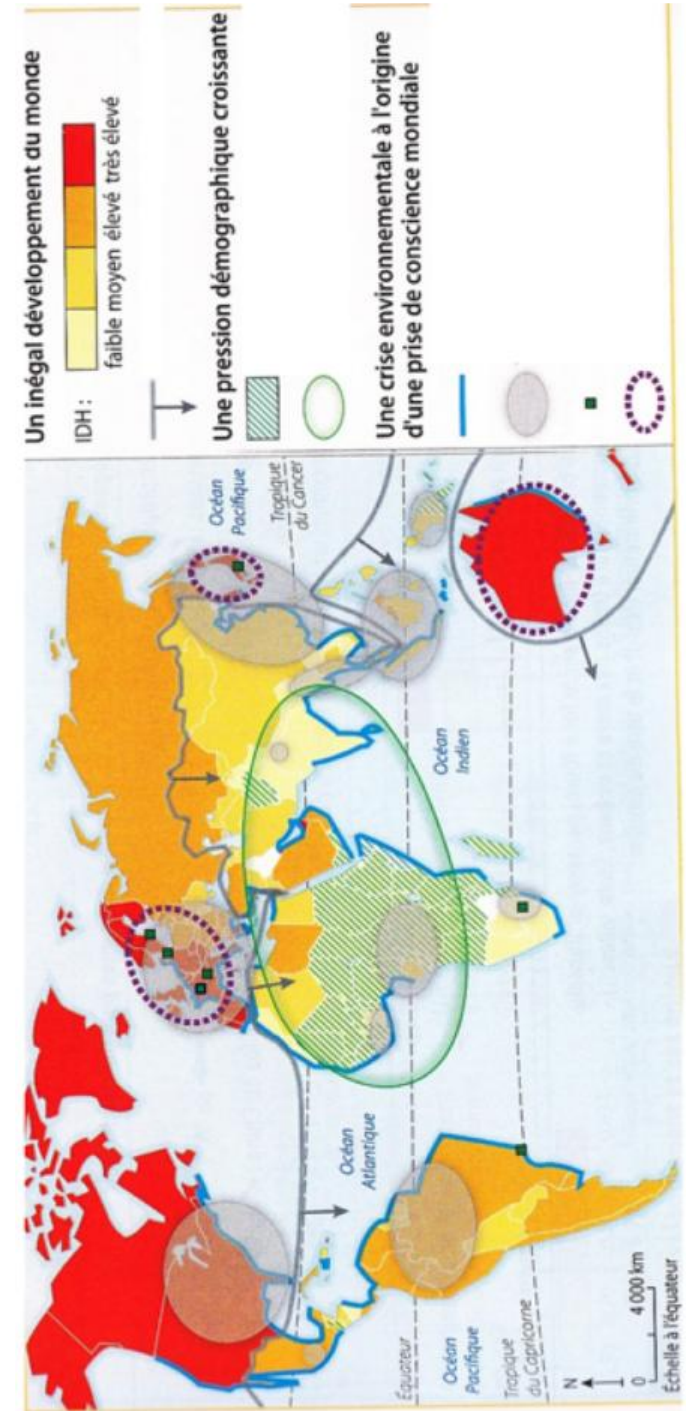 Un inégal développement du monde
IDH :
faible moyen élevé très élevé
Une pression démographique croissante
Une crise environnementale à l'origine
d'une prise de conscience mondiale
Océan
Pacifique
Tropique
du Cancer
Océan
Indien
Océan
Atlantique
Équateur
Océan
Pacifique
Tropique
du Capricorne
N
0 4 000 km
Échelle à l'équateur